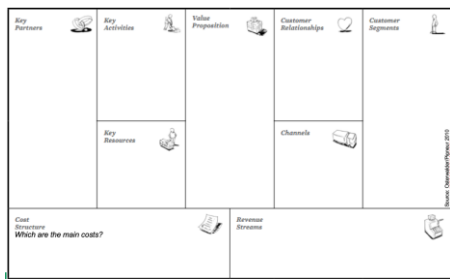 Key
Partners
Key
Activities
Value
Proposition
Customer
Relationships
Customer
Segments
Key
Resources
Channels
Cost
Structure
Which are the main costs?
Revenue
Streams
Source: Osterwalder/Pigneur 2010